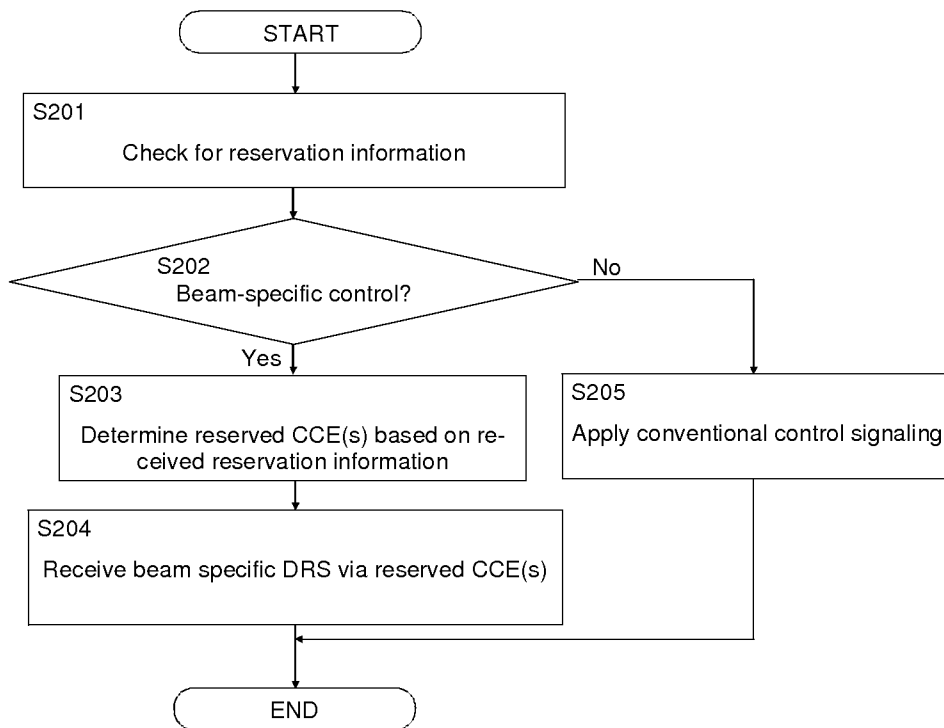 START
S201
Check for reservation information
S202
Beam-specific control?
No
Yes
S203
Determine reserved CCE(s) based on re-
ceived reservation information
S205
Apply conventional control signaling
S204
Receive beam specific DRS via reserved CCE(s)
END